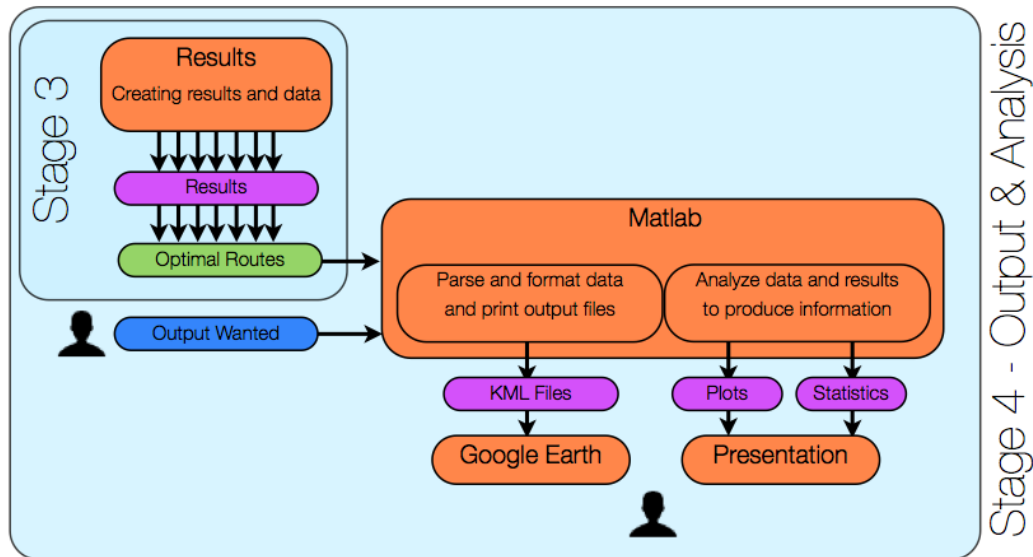 Stage 3
Results
Creating results and data
Results
Optimal Routes
Output Wanted
Matlab
Parse and format data
and print output files
Analyze data and results
to produce information
KML Files
Plots
Statistics
Google Earth
Presentation
Stage 4 - Output & Analysis